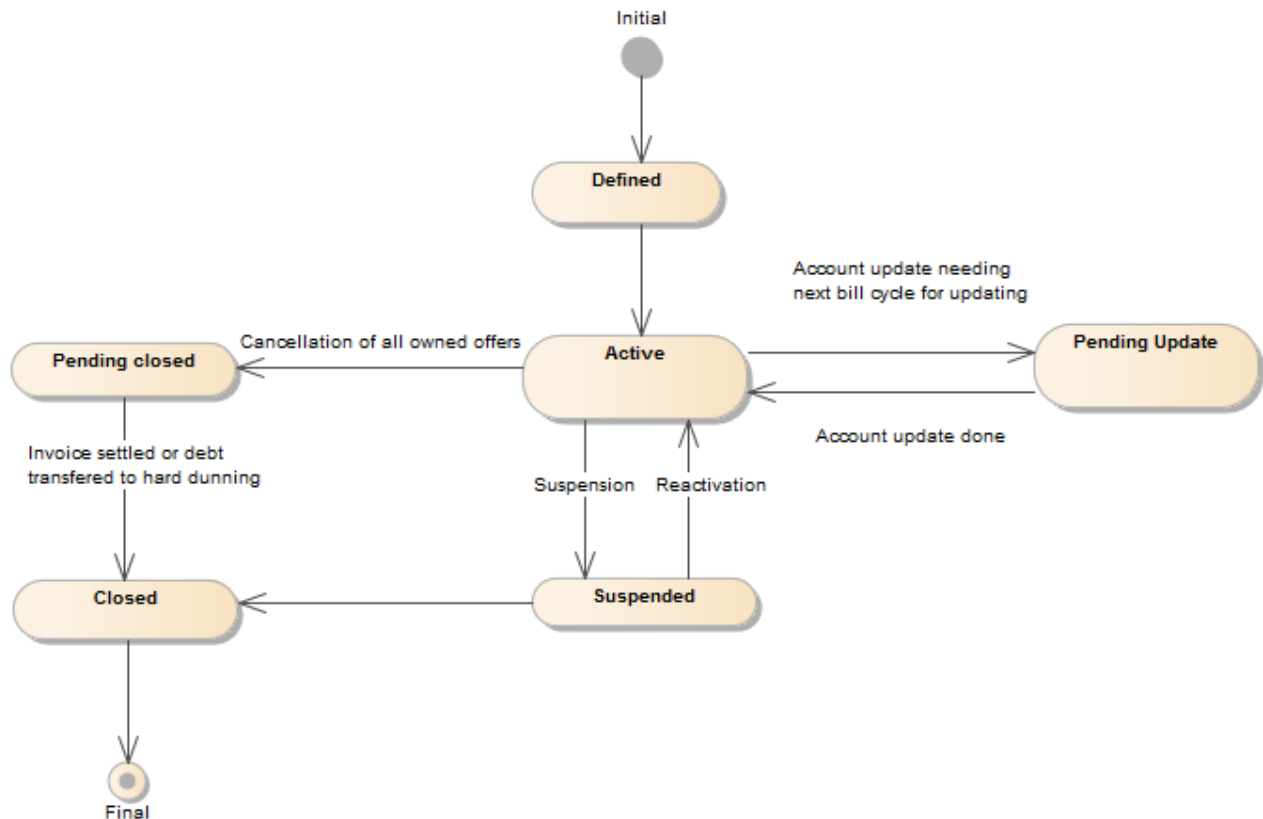 Initial
Defined
Account update needing
next bill cycle for updating
Cancellation of all owned offers
Active
Pending Update
Pending closed
Account update done
Invoice settled or debt
transfered to hard dunning
Suspension
Reactivation
Closed
Suspended
Final